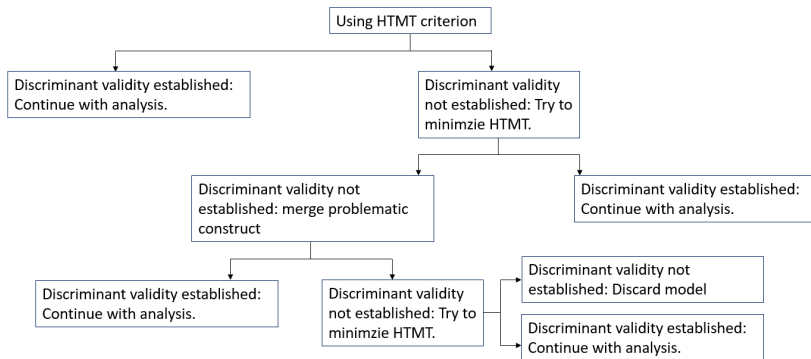 Using HTMT criterion
Discriminant validity established:
Continue with analysis.
Discriminant validity
not established: Try to
minimzie HTMT.
Discriminant validity not
established: merge problematic
construct
Discriminant validity established:
Continue with analysis.
Discriminant validity established:
Continue with analysis.
Discriminant validity
not established: Try to
minimzie HTMT.
Discriminant validity not
established: Discard model
Discriminant validity established:
Continue with analysis.